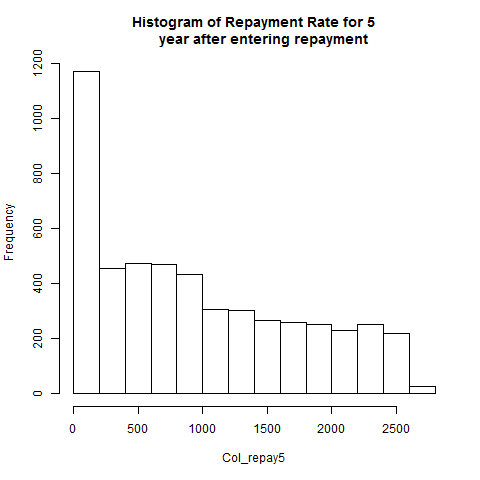 Histogram of Repayment Rate for 5
year after entering repayment
Frequency
1200
1000
800
600
400
200
0
0 500 1000 1500 2000 2500
Col_repay5